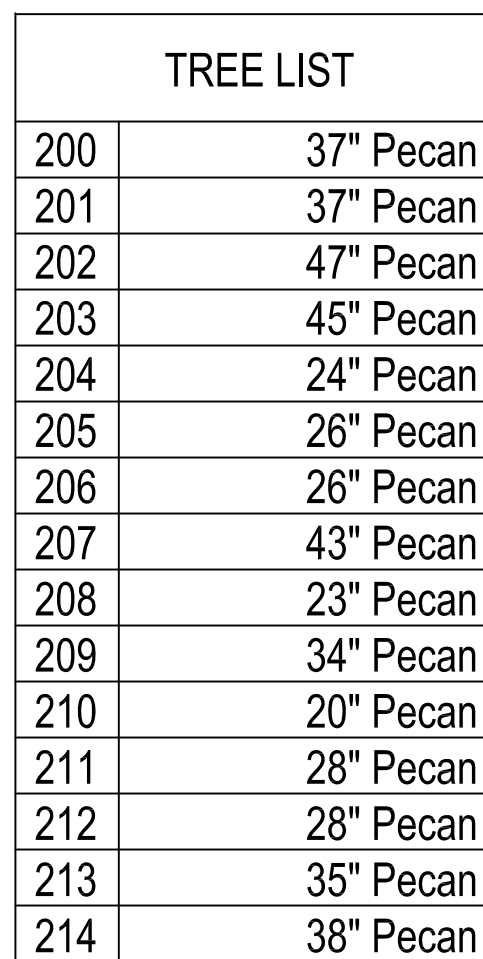 TREE LIST
200 37" Pecan
201 37" Pecan
202 47" Pecan
203 45" Pecan
204 24" Pecan
205 26" Pecan
206 26" Pecan
207 43" Pecan
208 23" Pecan
209 34" Pecan
210 20" Pecan
211 28" Pecan
212 28" Pecan
213 35" Pecan
214 38" Pecan